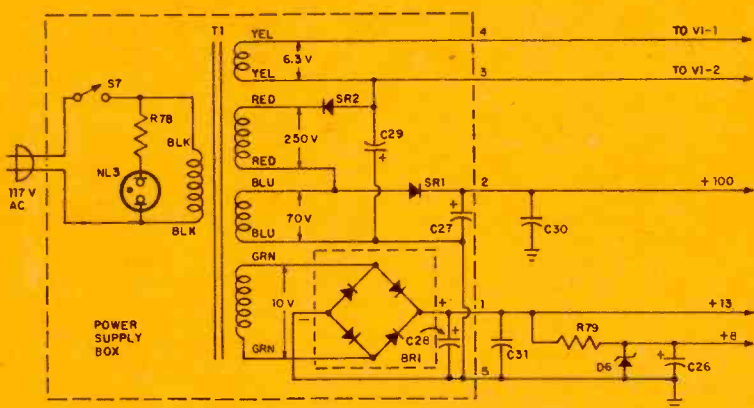 T1
YEL
6.3 V
YEL
4
TO V1-1
3
TO V1-2
S7
R78
BLK
NL3
117 V
AC
BLK
RED
SR2
250 V
RED
C29
+
BLU
SR1
2
+100
70 V
+
C27
C30
BLU
GRN
10 V
–
+
1
+13
POWER
SUPPLY
BOX
C28
+
BR1
C31
R79
+8
D6
+
C26
GRN
5